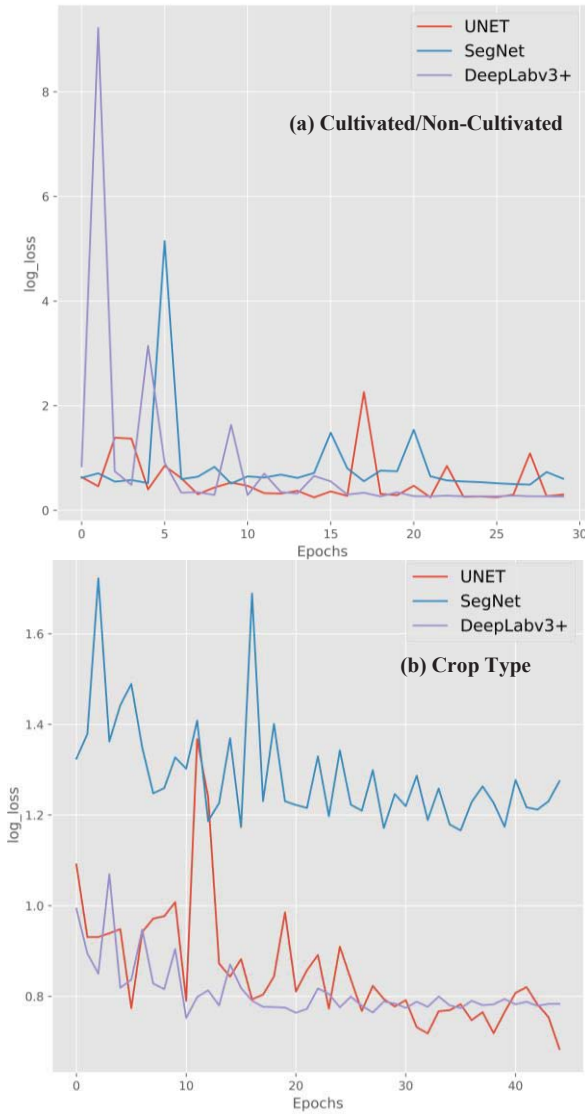 UNET
SegNet
DeepLabv3+
(a) Cultivated/Non-Cultivated
log_loss
8
6
4
2
0
0 5 10 15 20 25 30
Epochs
UNET
SegNet
DeepLabv3+
(b) Crop Type
log_loss
1.6
1.4
1.2
1.0
0.8
0 10 20 30 40
Epochs